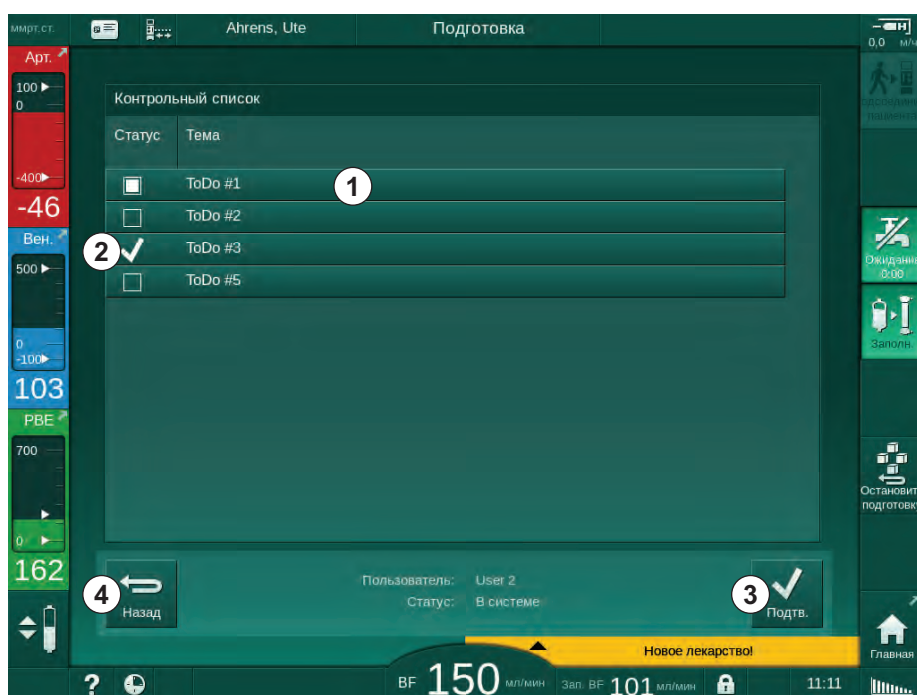 ммрт.ст.
Ahrens, Ute
Подготовка
0,0 м/ч
Арт.
100
0
-400
-46
Вен.
500
0
-100
103
PBE
700
0
162
Контрольный список
Статус Тема
ToDo #1
1
ToDo #2
2
ToDo #3
ToDo #5
Ожидание
0:00
Заполн.
Остановит
подготовк
4
Назад
Пользователь: User 2
Статус: В системе
3
Подтв.
Новое лекарство!
Главная
?
BF 150 мл/мин
Зап. BF 101 мл/мин
11:11